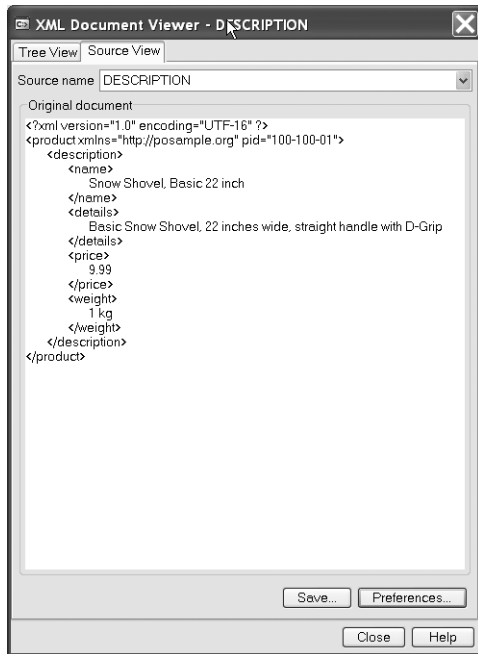 XML Document Viewer - DESCRIPTION
Tree View Source View
Source name DESCRIPTION
Original document
<?xml version="1.0" encoding="UTF-16" ?>
<product xmlns="http://posample.org" pid="100-100-01">
<description>
<name>
Snow Shovel, Basic 22 inch
</name>
<details>
Basic Snow Shovel, 22 inches wide, straight handle with D-Grip
</details>
<price>
9.99
</price>
<weight>
1 kg
</weight>
</description>
</product>
Save... Preferences...
Close Help